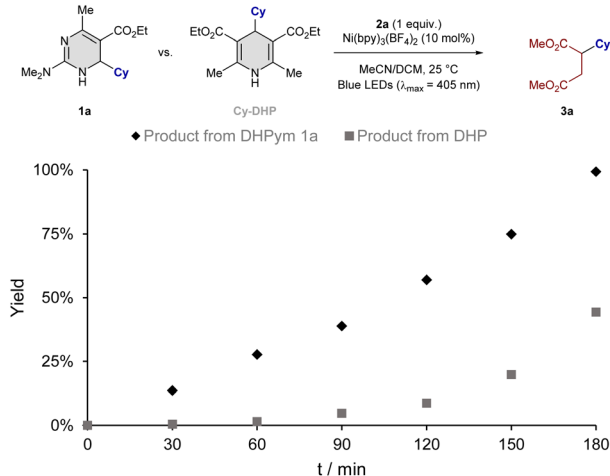 Me
N
CO₂Et
Me₂N
N
H
Cy
1a
vs.
Cy
EtO₂C
CO₂Et
Me
N
H
Me
Cy-DHP
2a (1 equiv.)
Ni(bpy)₃(BF₄)₂ (10 mol%)
MeCN/DCM, 25 °C
Blue LEDs (λmax = 405 nm)
MeO₂C
Cy
MeO₂C
3a
Product from DHPym 1a
Product from DHP
100%
75%
50%
25%
0%
Yield
0 30 60 90 120 150 180
t / min